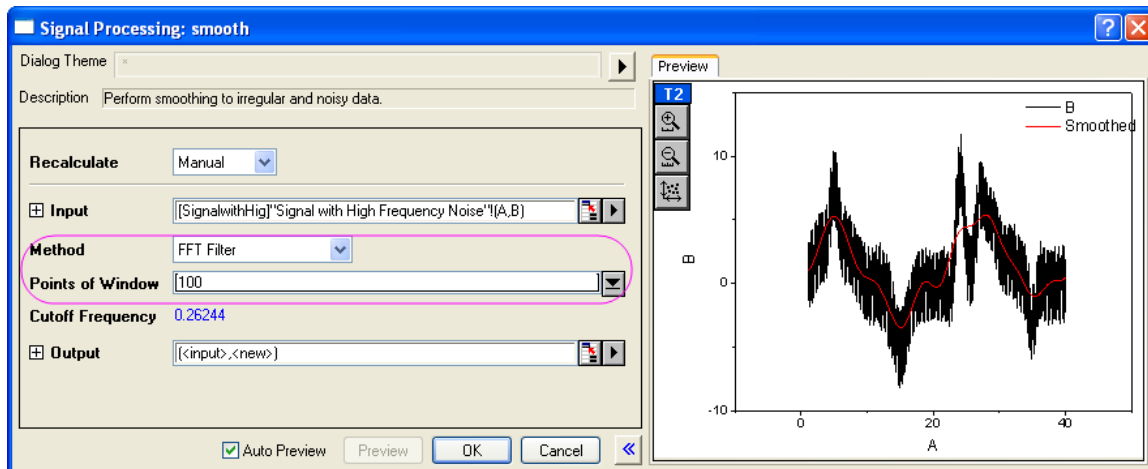 Signal Processing: smooth
Dialog Theme *
Description Perform smoothing to irregular and noisy data.
Recalculate Manual
Input [SignalwithHig]"Signal with High Frequency Noise"!(A,B)
Method FFT Filter
Points of Window 100
Cutoff Frequency 0.26244
Output (<input>,<new>)
Auto Preview Preview OK Cancel
Preview
T2
B
Smoothed
10
0
-10
B
0 20 40
A